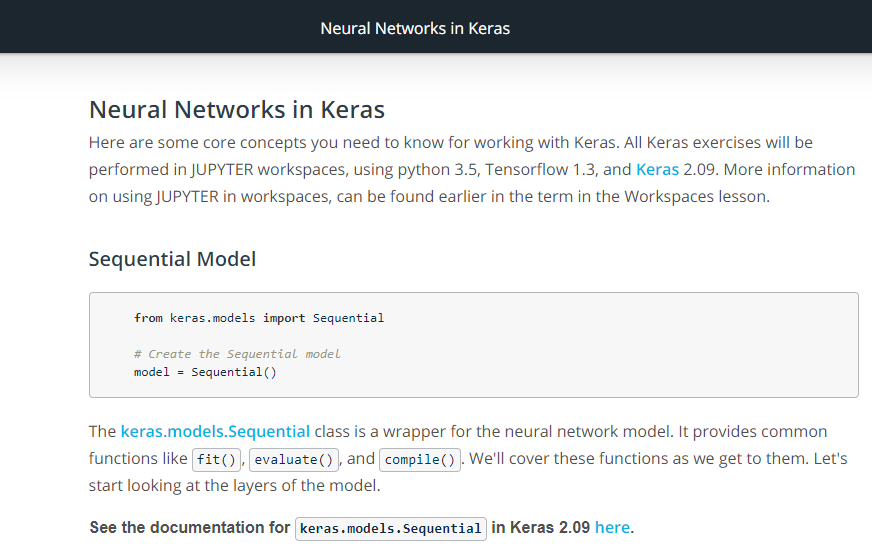 Neural Networks in Keras
Neural Networks in Keras
Here are some core concepts you need to know for working with Keras. All Keras exercises will be
performed in JUPYTER workspaces, using python 3.5, Tensorflow 1.3, and Keras 2.09. More information
on using JUPYTER in workspaces, can be found earlier in the term in the Workspaces lesson.
Sequential Model
from keras.models import Sequential
# Create the Sequential model
model = Sequential()
The keras.models.Sequential class is a wrapper for the neural network model. It provides common
functions like fit(), evaluate(), and compile(). We'll cover these functions as we get to them. Let's
start looking at the layers of the model.
See the documentation for keras.models.Sequential in Keras 2.09 here.